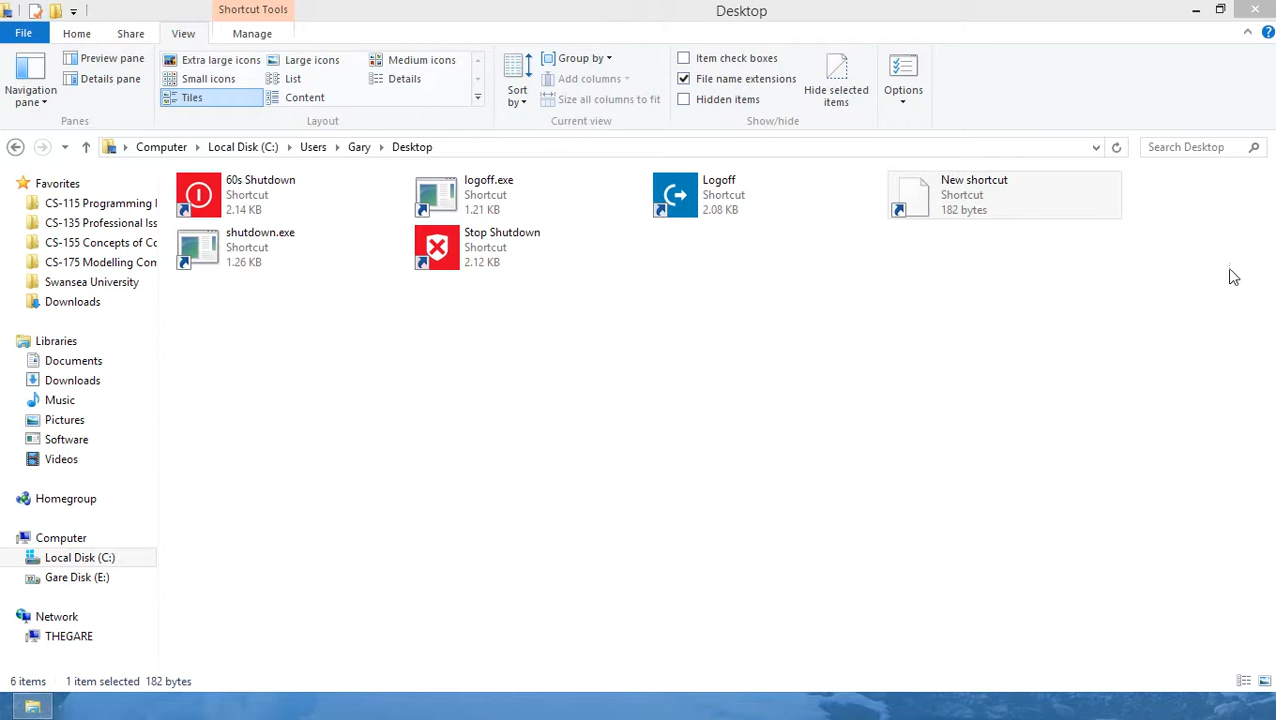 Shortcut Tools
Desktop
File
Home
Share
View
Manage
Navigation pane
Preview pane
Details pane
Panes
Extra large icons
Large icons
Medium icons
Small icons
List
Details
Tiles
Content
Layout
Sort by
Group by
Add columns
Size all columns to fit
Current view
Item check boxes
File name extensions
Hidden items
Hide selected items
Show/hide
Options
Computer
Local Disk (C:)
Users
Gary
Desktop
Search Desktop
Favorites
CS-115 Programming I
CS-135 Professional Iss
CS-155 Concepts of Co
CS-175 Modelling Com
Swansea University
Downloads
Libraries
Documents
Downloads
Music
Pictures
Software
Videos
Homegroup
Computer
Local Disk (C:)
Gare Disk (E:)
Network
THEGARE
60s Shutdown
Shortcut
2.14 KB
logoff.exe
Shortcut
1.21 KB
Logoff
Shortcut
2.08 KB
New shortcut
Shortcut
182 bytes
shutdown.exe
Shortcut
1.26 KB
Stop Shutdown
Shortcut
2.12 KB
6 items
1 item selected 182 bytes